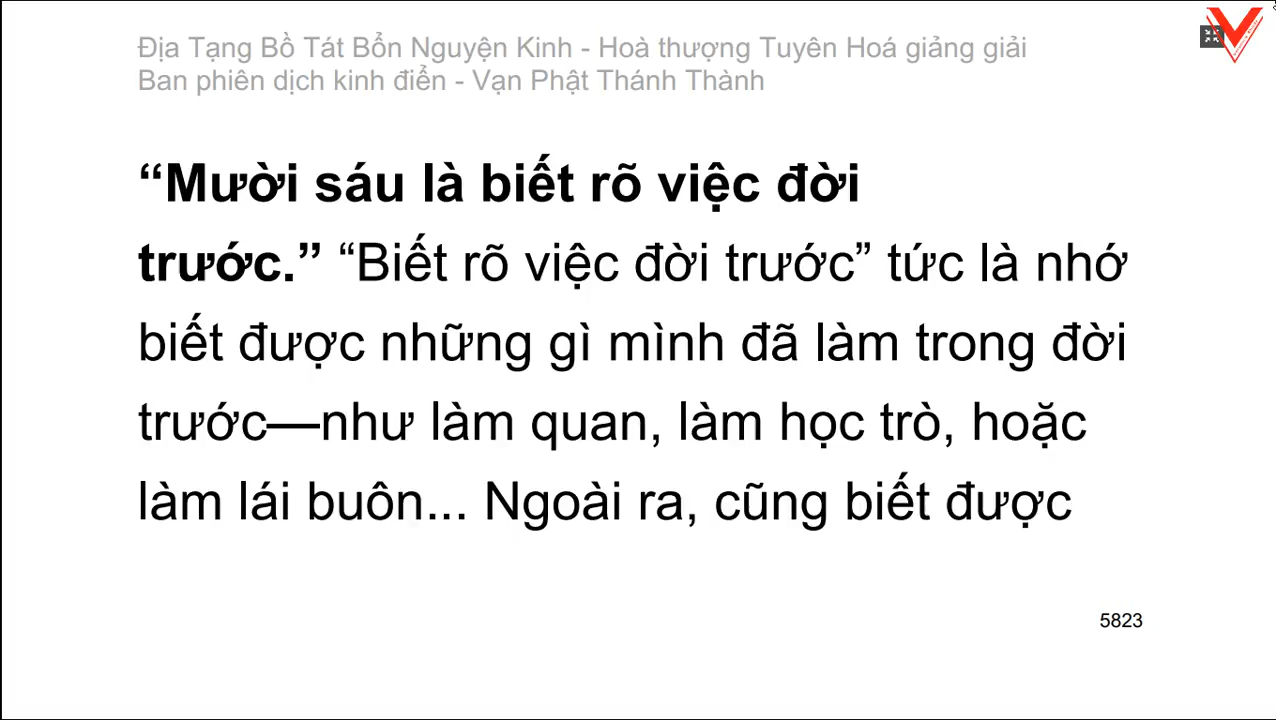 Địa Tạng Bồ Tát Bổn Nguyện Kinh - Hoà thượng Tuyên Hoá giảng giải
Ban phiên dịch kinh điển - Vạn Phật Thánh Thành
“Mười sáu là biết rõ việc đời
trước.” “Biết rõ việc đời trước” tức là nhớ
biết được những gì mình đã làm trong đời
trước—như làm quan, làm học trò, hoặc
làm lái buôn... Ngoài ra, cũng biết được
5823